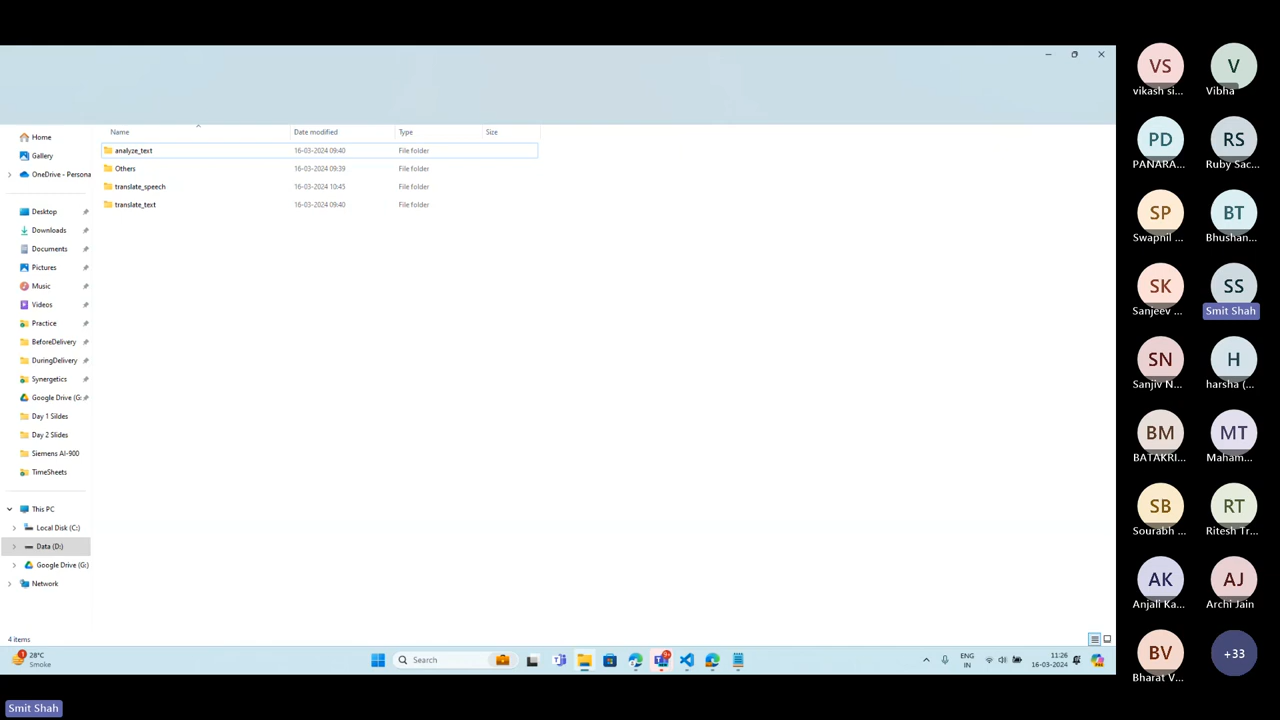 Name Date modified Type Size
analyze_text 16-03-2024 09:40 File folder
Others 16-03-2024 09:39 File folder
translate_speech 16-03-2024 10:45 File folder
translate_text 16-03-2024 09:40 File folder
Home
Gallery
OneDrive - Persona
Desktop
Downloads
Documents
Pictures
Music
Videos
Practice
BeforeDelivery
DuringDelivery
Synergetics
Google Drive (G:
Day 1 Slides
Day 2 Slides
Siemens AI-900
TimeSheets
This PC
Local Disk (C:)
Data (D:)
Google Drive (G:)
Network
4 items
28°C
Smoke
Search
ENG
IN
11:26
16-03-2024
VS
vikash si...
V
Vibha
PD
PANARA...
RS
Ruby Sac...
SP
Swapnil ...
BT
Bhushan...
SK
Sanjeev ...
SS
Smit Shah
SN
Sanjiv N...
H
harsha (...
BM
BATAKRI...
MT
Maham...
SB
Sourabh ...
RT
Ritesh Tr...
AK
Anjali Ka...
AJ
Archi Jain
BV
Bharat V...
+33
Smit Shah